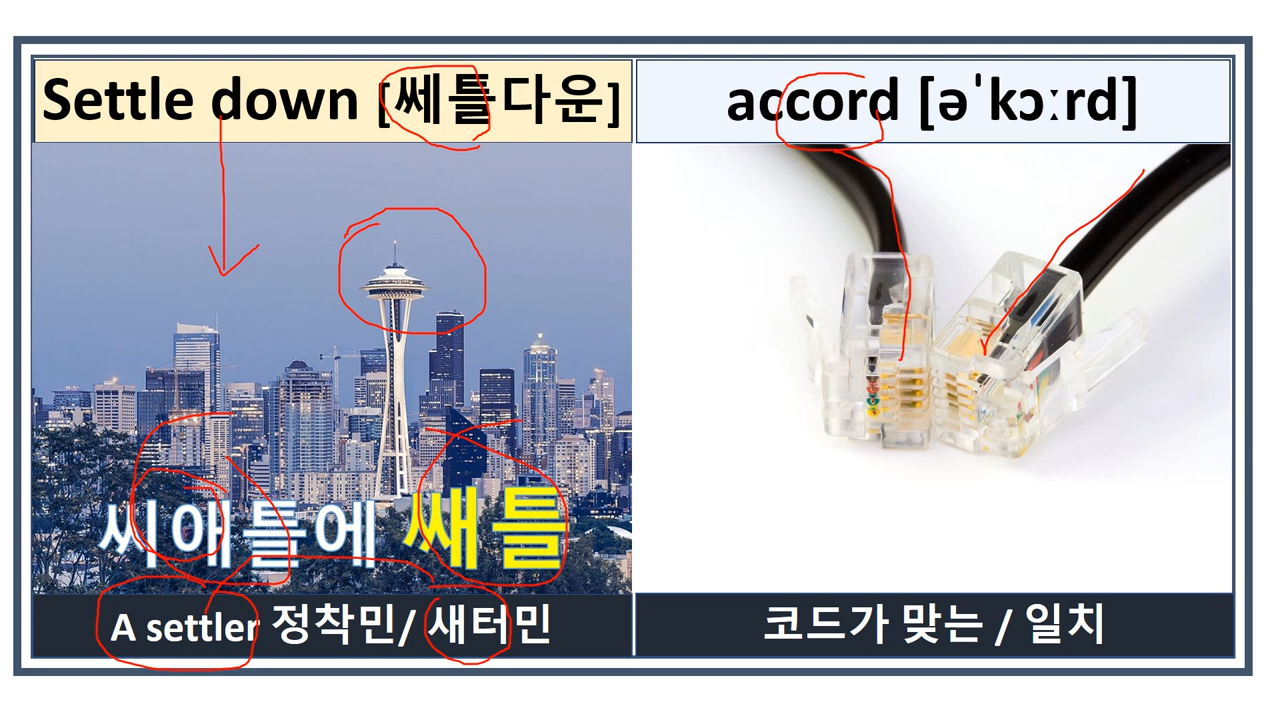 Settle down [쎄틀다운]
씨애틀에 쌔틀
A settler 정착민/ 새터민
accord [əˈkɔːrd]
코드가 맞는 / 일치